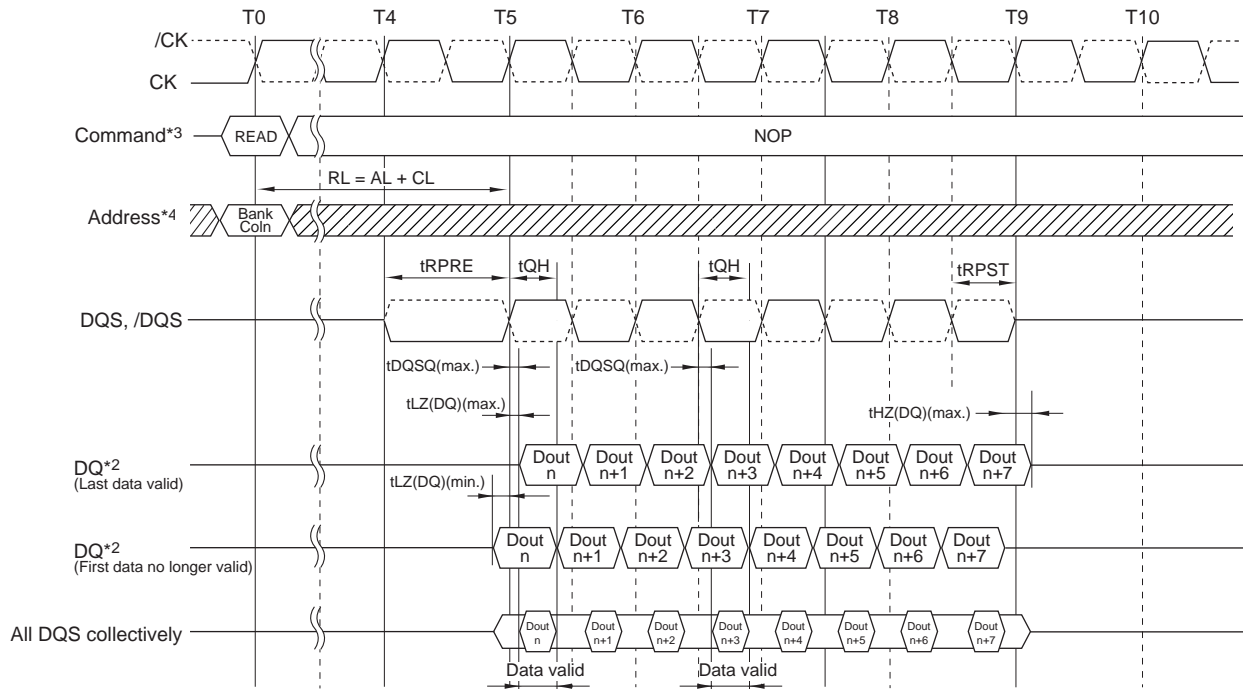 T0 T4 T5 T6 T7 T8 T9 T10
/CK
CK
Command*3
READ
NOP
RL = AL + CL
Address*4
Bank
Coln
tRPRE
tQH
tQH
tRPST
DQS, /DQS
tDQSQ(max.)
tDQSQ(max.)
tLZ(DQ)(max.)
tHZ(DQ)(max.)
DQ*2
(Last data valid)
Dout n
Dout n+1
Dout n+2
Dout n+3
Dout n+4
Dout n+5
Dout n+6
Dout n+7
tLZ(DQ)(min.)
DQ*2
(First data no longer valid)
Dout n
Dout n+1
Dout n+2
Dout n+3
Dout n+4
Dout n+5
Dout n+6
Dout n+7
All DQS collectively
Dout n
Dout n+1
Dout n+2
Dout n+3
Dout n+4
Dout n+5
Dout n+6
Dout n+7
Data valid
Data valid